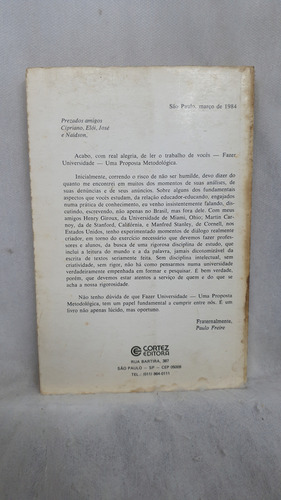 São Paulo, março de 1984
Prezados amigos
Cipriano, Elói, José
e Naidson,
Acabo, com real alegria, de ler o trabalho de vocês — Fazer
Universidade — Uma Proposta Metodológica.
Inicialmente, correndo o risco de não ser humilde, devo dizer do
quanto me encontrei em muitos dos momentos de suas análises, de
suas denúncias e de seus anúncios. Sobre alguns dos fundamentais
aspectos que vocês estudam, da relação educador-educando, engajados
numa prática de conhecimento, eu venho insistentemente falando, dis-
cutindo, escrevendo, não apenas no Brasil, mas fora dele. Com meus
amigos Henry Giroux, da Universidade de Miami, Ohio; Martin Car-
noy, da de Stanford, Califórnia, e Manfred Stanley, de Cornell, nos
Estados Unidos, tenho experimentado momentos de diálogo realmente
criador, em torno do exercício necessário que devemos fazer profes-
sores e alunos, da busca de uma rigorosa disciplina de estudo, que
inclui a leitura do mundo e a da palavra, jamais dicotomizada da
escrita de textos seriamente feita. Sem disciplina intelectual, sem
criatividade, sem rigor, não há como pensarmos numa universidade
verdadeiramente empenhada em formar e pesquisar. E bem verdade,
porém, que devemos estar atentos a serviço de quem e do que se
acha a nossa rigorosidade.
Não tenho dúvida de que Fazer Universidade — Uma Proposta
Metodológica, tem um papel fundamental a cumprir entre nós. É um
livro não apenas lúcido, mas oportuno.
Fraternalmente,
Paulo Freire
CORTEZ
EDITORA
RUA BARTIRA, 387
SÃO PAULO - SP - CEP 05009
TEL.: (011) 864-0111